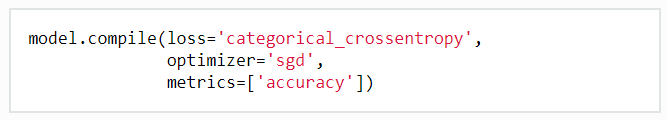 model.compile(loss='categorical_crossentropy',
              optimizer='sgd',
              metrics=['accuracy'])